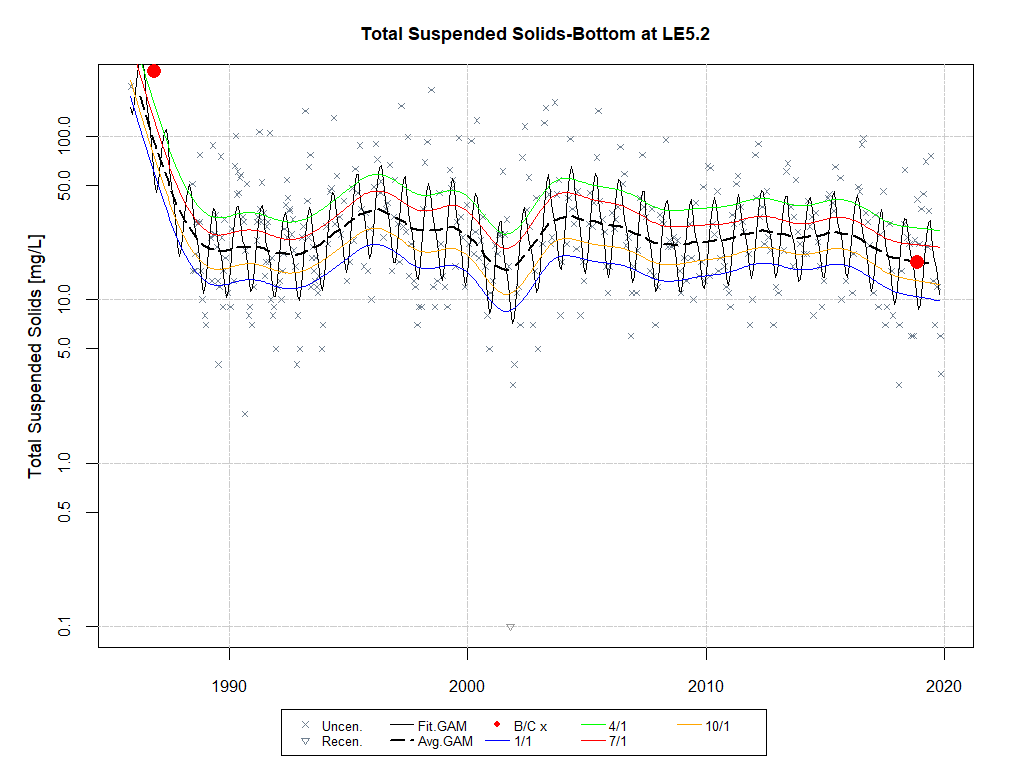 Total Suspended Solids-Bottom at LE5.2
Total Suspended Solids [mg/L]
100.0
50.0
10.0
5.0
1.0
0.5
0.1
1990 2000 2010 2020
Uncen. Fit.GAM B/C x 4/1 10/1
Recen. Avg.GAM 1/1 7/1